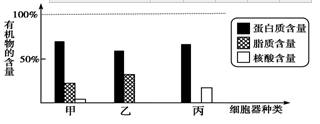 有机物的含量
100%
50%
蛋白质含量
脂质含量
核酸含量
甲 乙 丙 细胞器种类